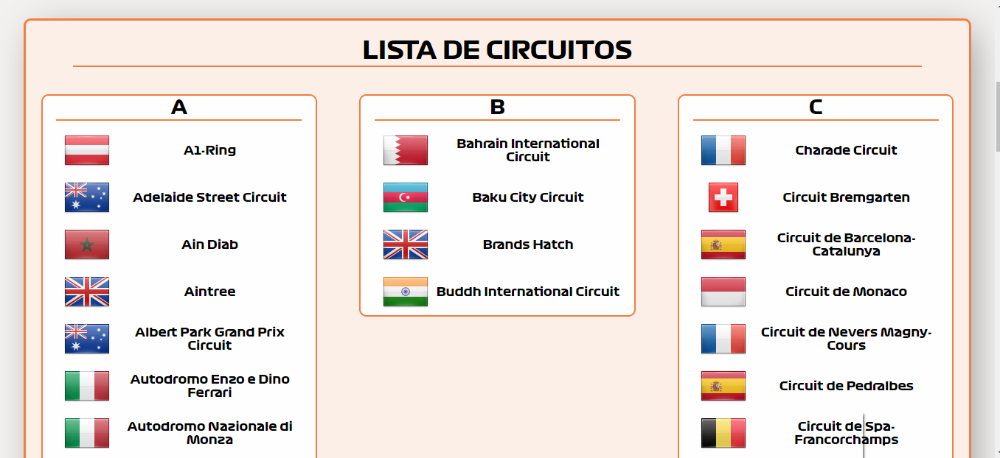 LISTA DE CIRCUITOS
A
A1-Ring
Adelaide Street Circuit
Ain Diab
Aintree
Albert Park Grand Prix
Circuit
Autodromo Enzo e Dino
Ferrari
Autodromo Nazionale di
Monza
B
Bahrain International
Circuit
Baku City Circuit
Brands Hatch
Buddh International Circuit
C
Charade Circuit
Circuit Bremgarten
Circuit de Barcelona-
Catalunya
Circuit de Monaco
Circuit de Nevers Magny-
Cours
Circuit de Pedralbes
Circuit de Spa-
Francorchamps